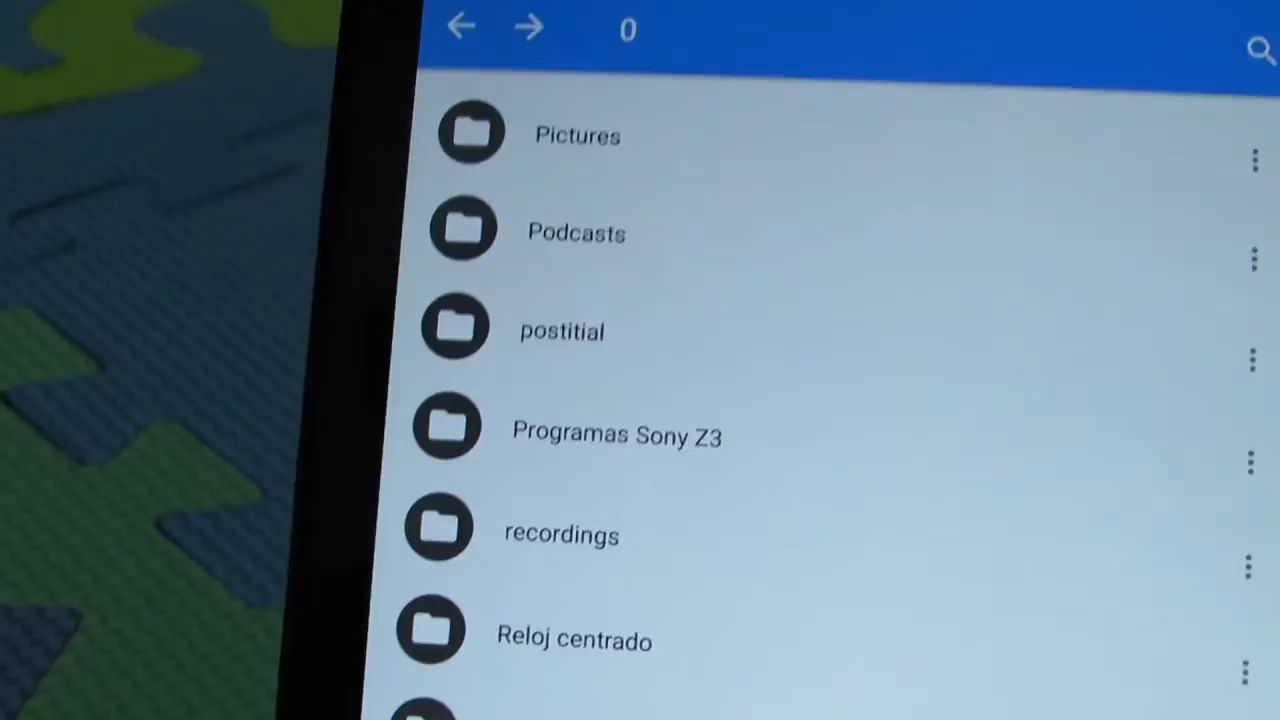 0
Pictures
Podcasts
postitial
Programas Sony Z3
recordings
Reloj centrado